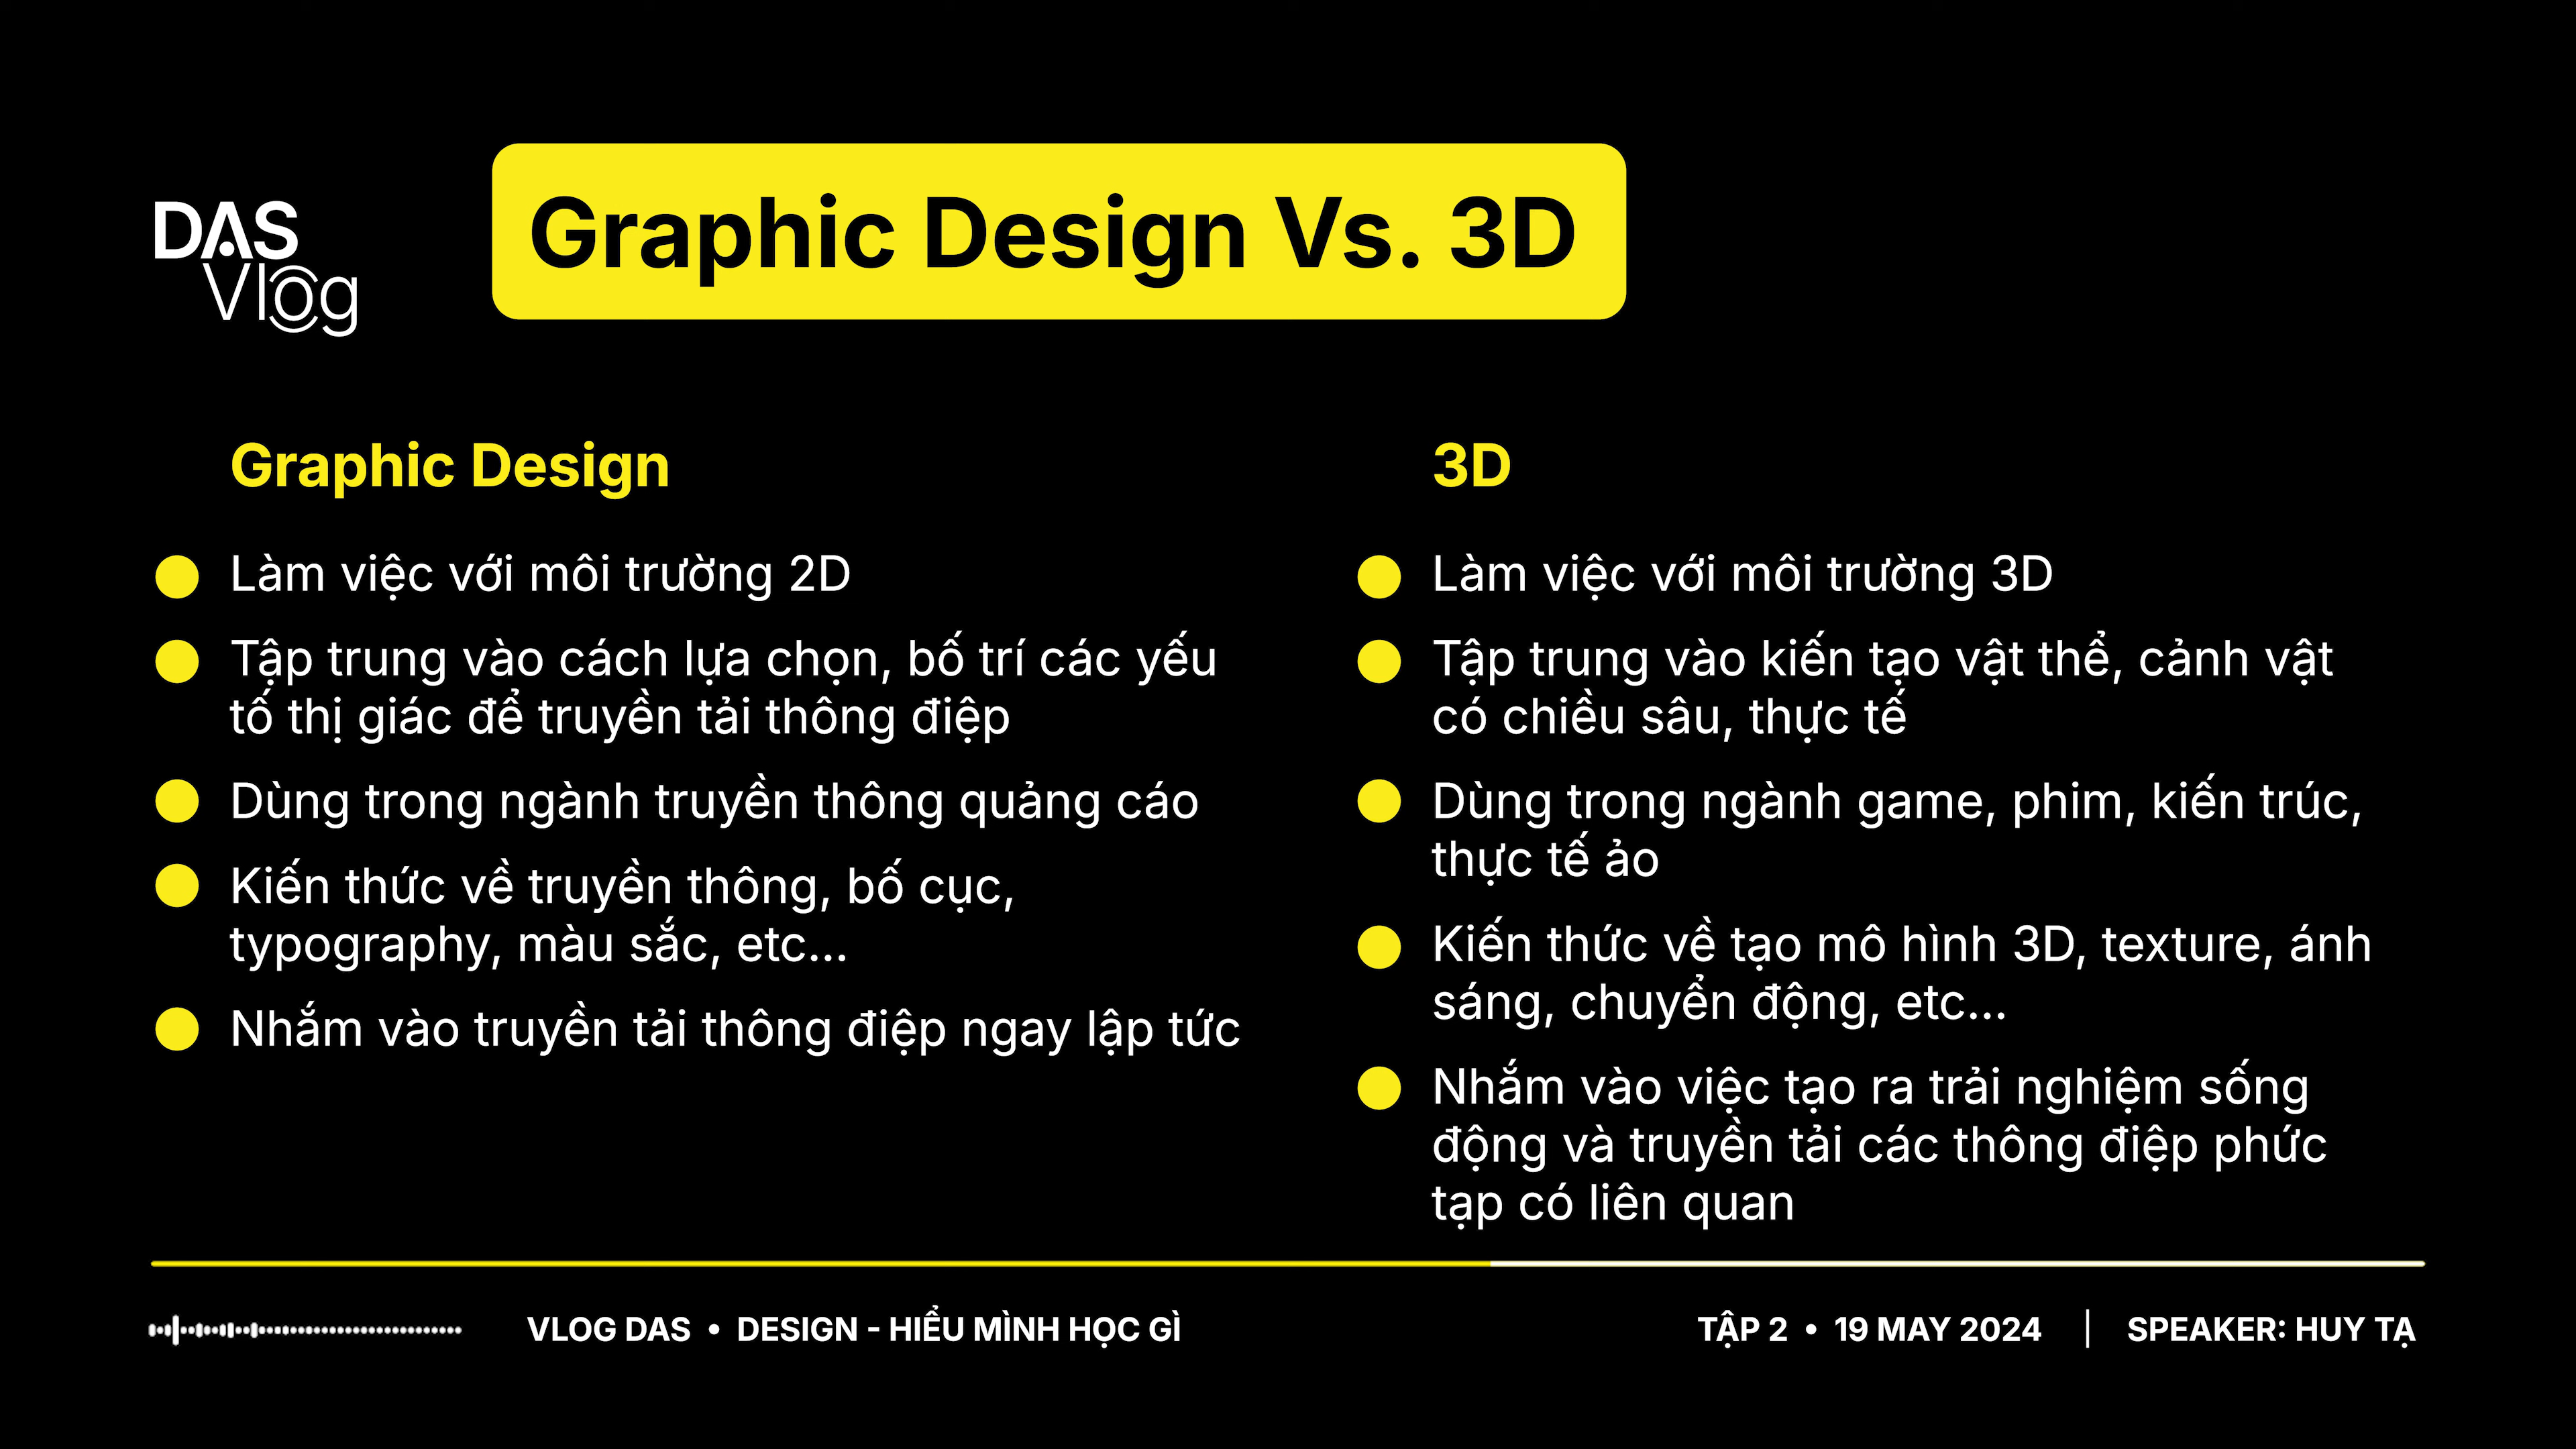 DAS
Vlog
Graphic Design Vs. 3D
Graphic Design
Làm việc với môi trường 2D
Tập trung vào cách lựa chọn, bố trí các yếu
tố thị giác để truyền tải thông điệp
Dùng trong ngành truyền thông quảng cáo
Kiến thức về truyền thông, bố cục,
typography, màu sắc, etc...
Nhắm vào truyền tải thông điệp ngay lập tức
3D
Làm việc với môi trường 3D
Tập trung vào kiến tạo vật thể, cảnh vật
có chiều sâu, thực tế
Dùng trong ngành game, phim, kiến trúc,
thực tế ảo
Kiến thức về tạo mô hình 3D, texture, ánh
sáng, chuyển động, etc...
Nhắm vào việc tạo ra trải nghiệm sống
động và truyền tải các thông điệp phức
tạp có liên quan
VLOG DAS • DESIGN - HIỂU MÌNH HỌC GÌ
TẬP 2 • 19 MAY 2024 | SPEAKER: HUY TẠ